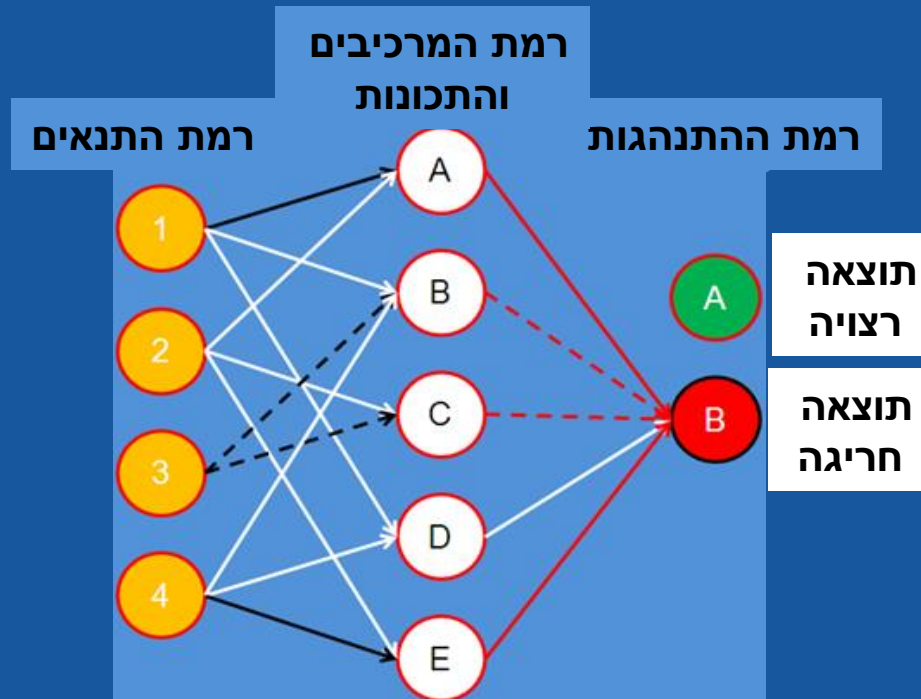 רמת המרכיבים
והתכונות
רמת ההתנהגות
רמת התנאים
A
B
C
D
E
1
2
3
4
A
B
תוצאה
רצויה
תוצאה
חריגה